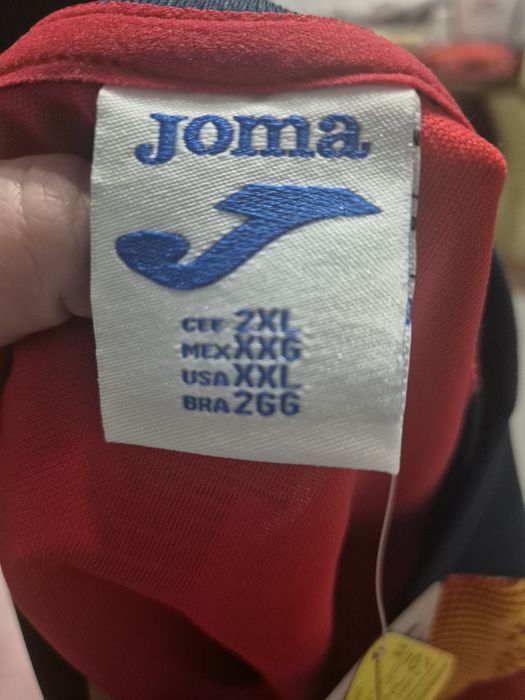 Joma
CEE 2XL
MEX XXG
USA XXL
BRA 2GG